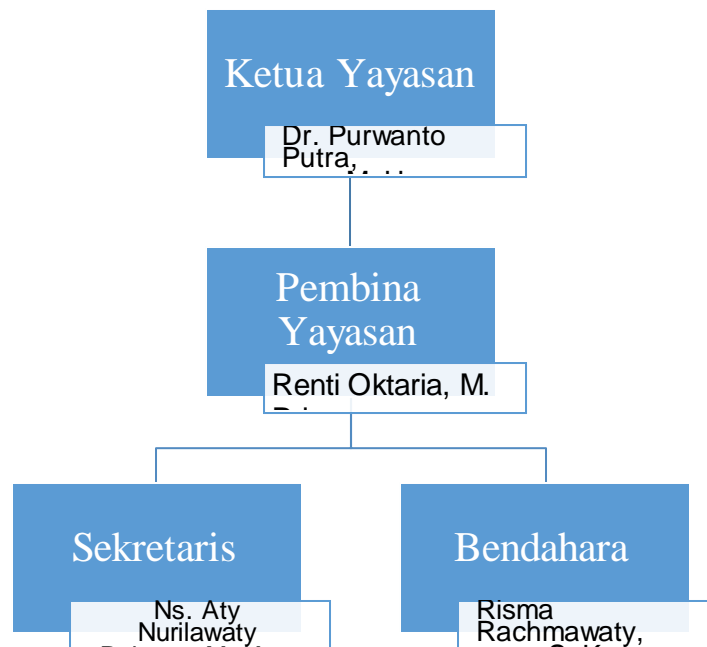 Ketua Yayasan
Dr. Purwanto
Putra,
Pembina
Yayasan
Renti Oktaria, M.
Sekretaris
Bendahara
Ns. Aty
Nurilawaty
Risma
Rachmawaty,